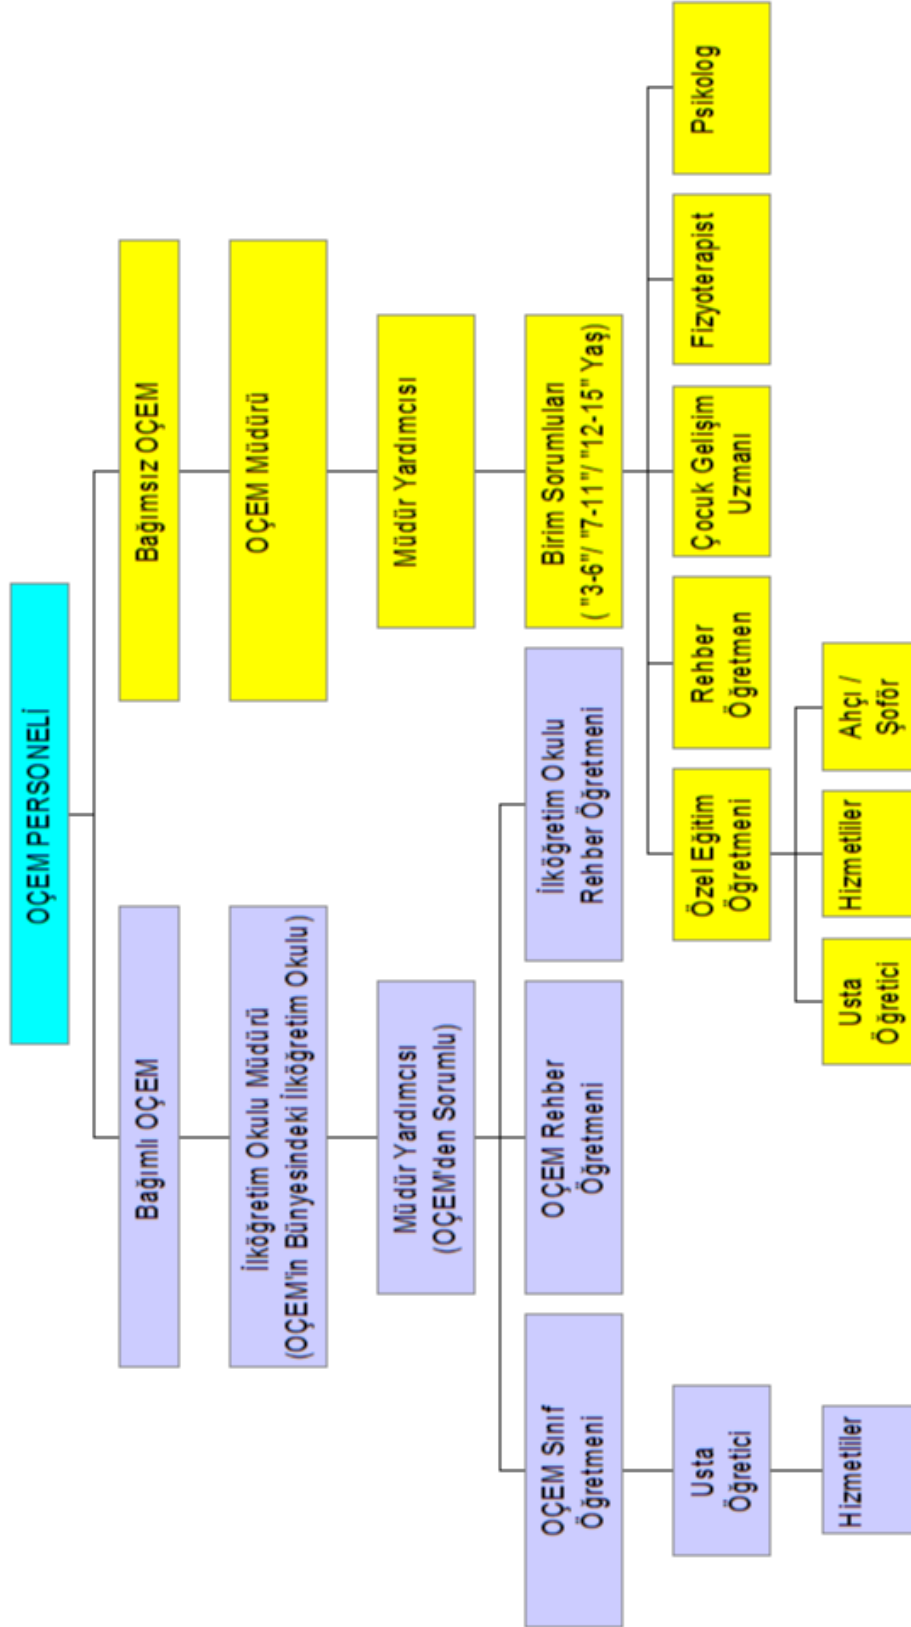 OÇEM PERSONELİ
Bağımlı OÇEM
Bağımsız OÇEM
İlköğretim Okulu Müdürü
(OÇEM'in Bünyesindeki İlköğretim Okulu)
OÇEM Müdürü
Müdür Yardımcısı
(OÇEM'den Sorumlu)
Müdür Yardımcısı
OÇEM Sınıf
Öğretmeni
OÇEM Rehber
Öğretmeni
İlköğretim Okulu
Rehber Öğretmeni
Birim Sorumluları
( "3-6"/ "7-11"/ "12-15" Yaş)
Usta
Öğretici
Özel Eğitim
Öğretmeni
Rehber
Öğretmen
Çocuk Gelişim
Uzmanı
Fizyoterapist
Psikolog
Hizmetliler
Usta
Öğretici
Hizmetliler
Ahçı /
Şoför